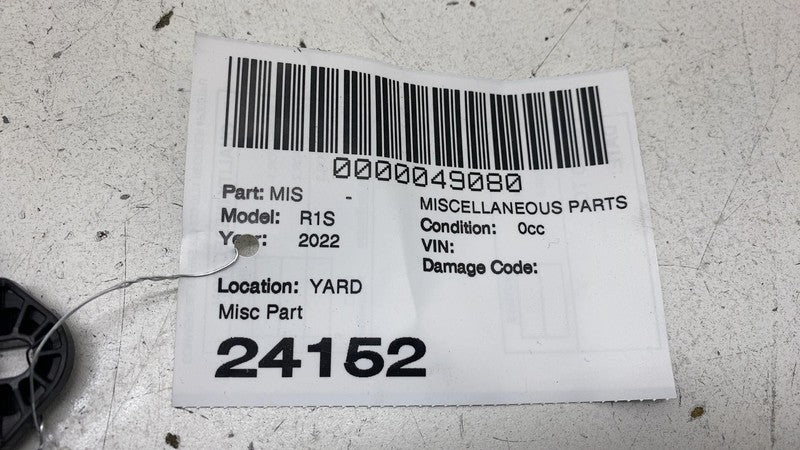 0000049080
Part: MIS -
MISCELLANEOUS PARTS
Model: R1S
Condition: 0cc
Year: 2022
VIN:
Damage Code:
Location: YARD
Misc Part
24152